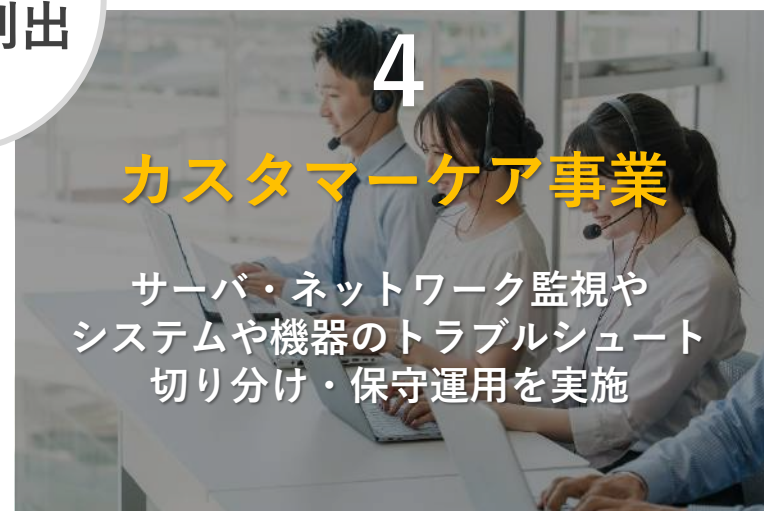 出
4
カスタマーケア事業
サーバ・ネットワーク監視や
システムや機器のトラブルシュート
切り分け・保守運用を実施